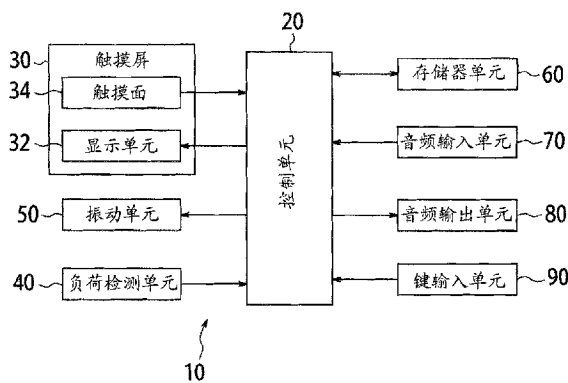 20
30
触摸屏
34
触摸面
32
显示单元
50
振动单元
40
负荷检测单元
控制单元
存储器单元
60
音频输入单元
70
音频输出单元
80
键输入单元
90
10